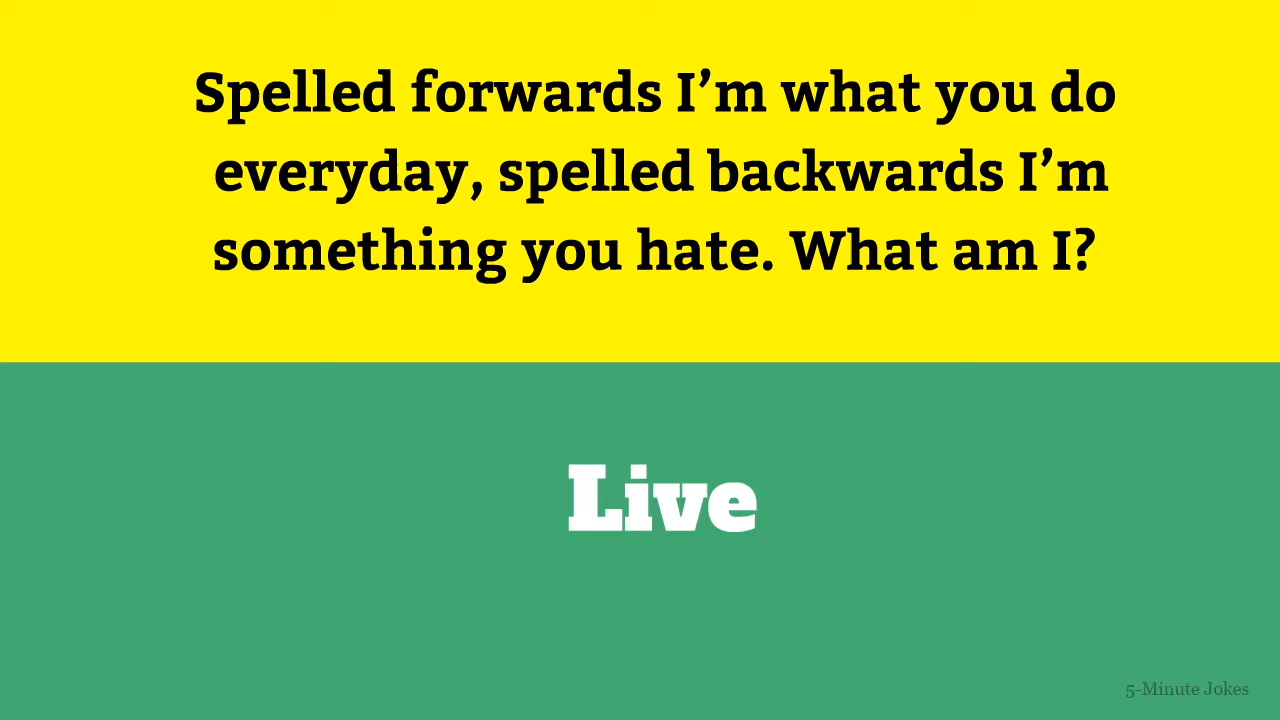 Spelled forwards I’m what you do
everyday, spelled backwards I’m
something you hate. What am I?
Live
5-Minute Jokes